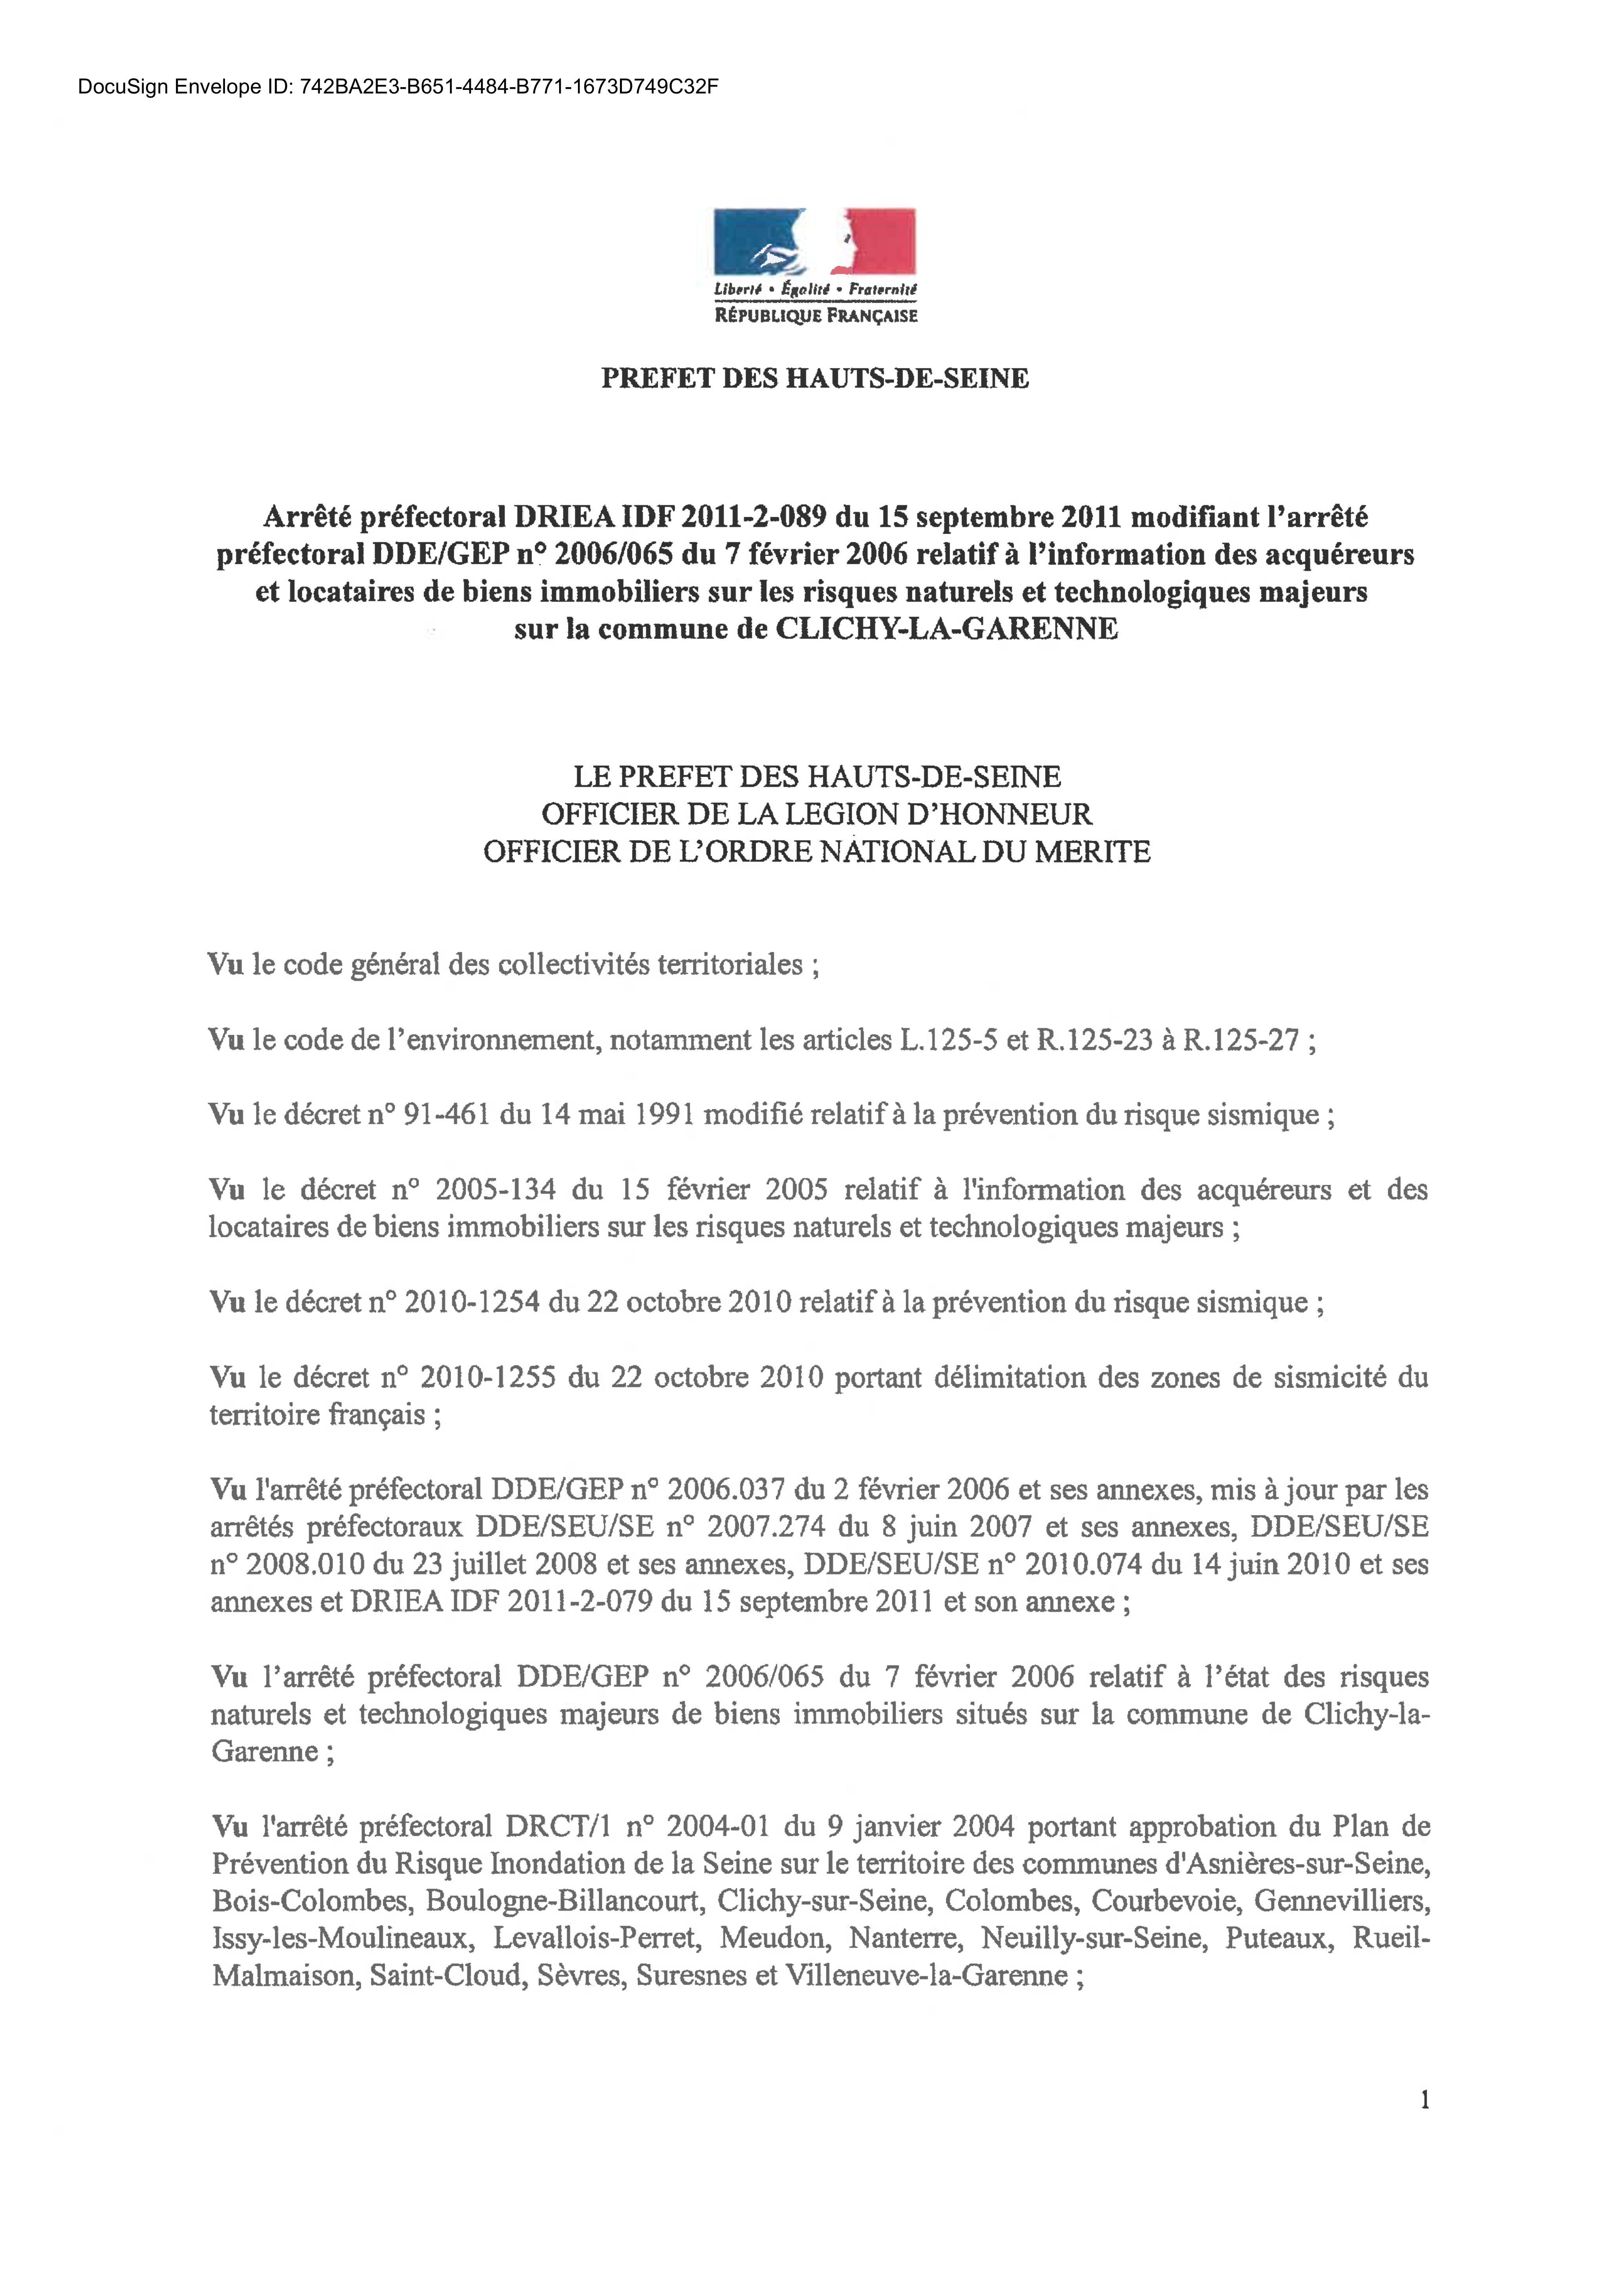 DocuSign Envelope ID: 742BA2E3-B651-4484-B771-1673D749C32F
Liberté • Égalité • Fraternité
RÉPUBLIQUE FRANÇAISE
PREFET DES HAUTS-DE-SEINE
Arrêté préfectoral DRIEA IDF 2011-2-089 du 15 septembre 2011 modifiant l’arrêté
préfectoral DDE/GEP n° 2006/065 du 7 février 2006 relatif à l’information des acquéreurs
et locataires de biens immobiliers sur les risques naturels et technologiques majeurs
sur la commune de CLICHY-LA-GARENNE
LE PREFET DES HAUTS-DE-SEINE
OFFICIER DE LA LEGION D’HONNEUR
OFFICIER DE L’ORDRE NATIONAL DU MERITE
Vu le code général des collectivités territoriales ;
Vu le code de l’environnement, notamment les articles L.125-5 et R.125-23 à R.125-27 ;
Vu le décret n° 91-461 du 14 mai 1991 modifié relatif à la prévention du risque sismique ;
Vu le décret n° 2005-134 du 15 février 2005 relatif à l'information des acquéreurs et des
locataires de biens immobiliers sur les risques naturels et technologiques majeurs ;
Vu le décret n° 2010-1254 du 22 octobre 2010 relatif à la prévention du risque sismique ;
Vu le décret n° 2010-1255 du 22 octobre 2010 portant délimitation des zones de sismicité du
territoire français ;
Vu l'arrêté préfectoral DDE/GEP n° 2006.037 du 2 février 2006 et ses annexes, mis à jour par les
arrêtés préfectoraux DDE/SEU/SE n° 2007.274 du 8 juin 2007 et ses annexes, DDE/SEU/SE
n° 2008.010 du 23 juillet 2008 et ses annexes, DDE/SEU/SE n° 2010.074 du 14 juin 2010 et ses
annexes et DRIEA IDF 2011-2-079 du 15 septembre 2011 et son annexe ;
Vu l’arrêté préfectoral DDE/GEP n° 2006/065 du 7 février 2006 relatif à l’état des risques
naturels et technologiques majeurs de biens immobiliers situés sur la commune de Clichy-la-
Garenne ;
Vu l'arrêté préfectoral DRCT/1 n° 2004-01 du 9 janvier 2004 portant approbation du Plan de
Prévention du Risque Inondation de la Seine sur le territoire des communes d'Asnières-sur-Seine,
Bois-Colombes, Boulogne-Billancourt, Clichy-sur-Seine, Colombes, Courbevoie, Gennevilliers,
Issy-les-Moulineaux, Levallois-Perret, Meudon, Nanterre, Neuilly-sur-Seine, Puteaux, Rueil-
Malmaison, Saint-Cloud, Sèvres, Suresnes et Villeneuve-la-Garenne ;
1